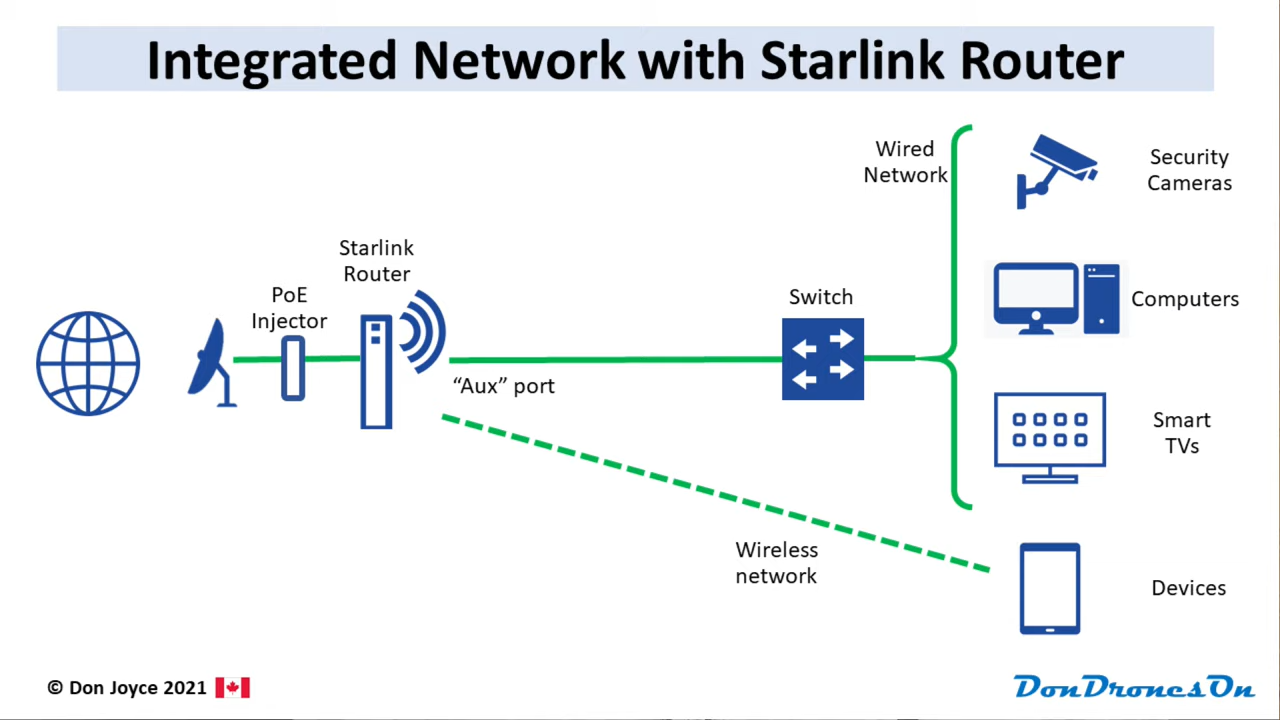 Integrated Network with Starlink Router
Wired
Network
Security
Cameras
Starlink
Router
PoE
Injector
Switch
Computers
“Aux” port
Smart
TVs
Wireless
network
Devices
© Don Joyce 2021
DonDronesOn